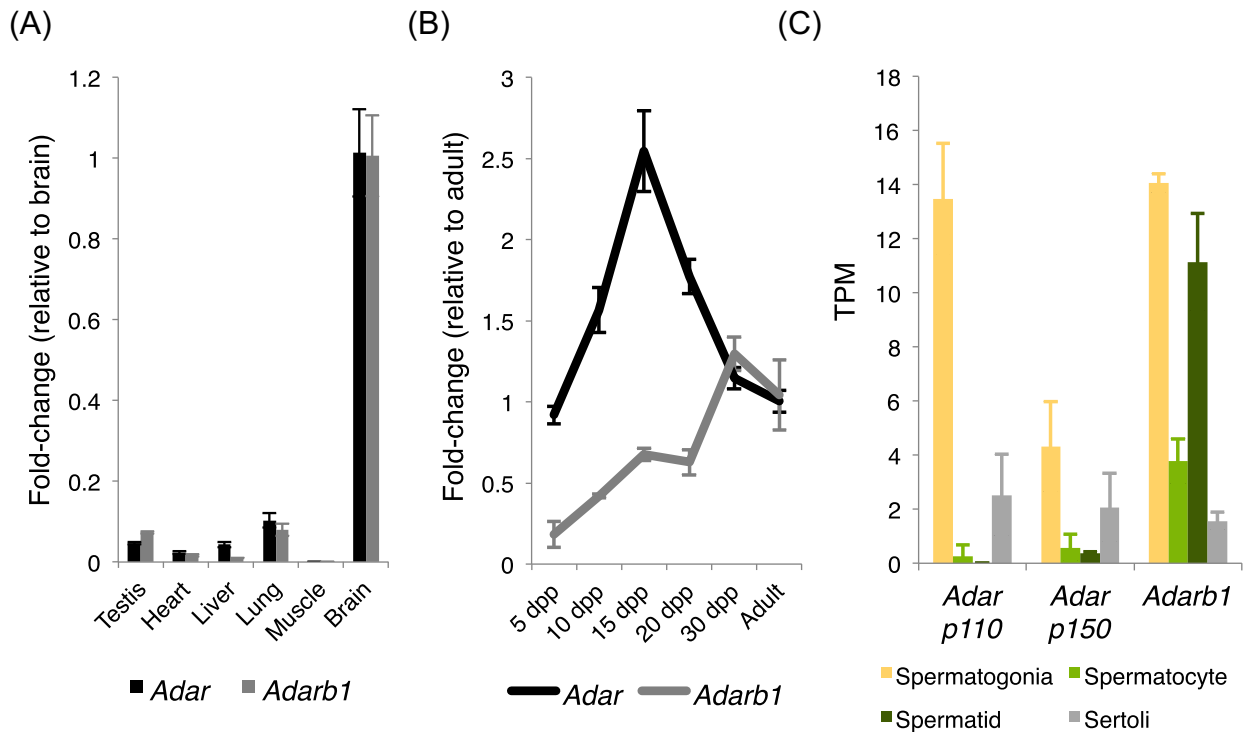 (A)
Fold-change (relative to brain)
1.2
1
0.8
0.6
0.4
0.2
0
Testis
Heart
Liver
Lung
Muscle
Brain
Adar
Adarb1
(B)
Fold-change (relative to adult)
3
2.5
2
1.5
1
0.5
0
5 dpp
10 dpp
15 dpp
20 dpp
30 dpp
Adult
Adar
Adarb1
(C)
TPM
18
16
14
12
10
8
6
4
2
0
Adar
p110
Adar
p150
Adarb1
Spermatogonia
Spermatocyte
Spermatid
Sertoli